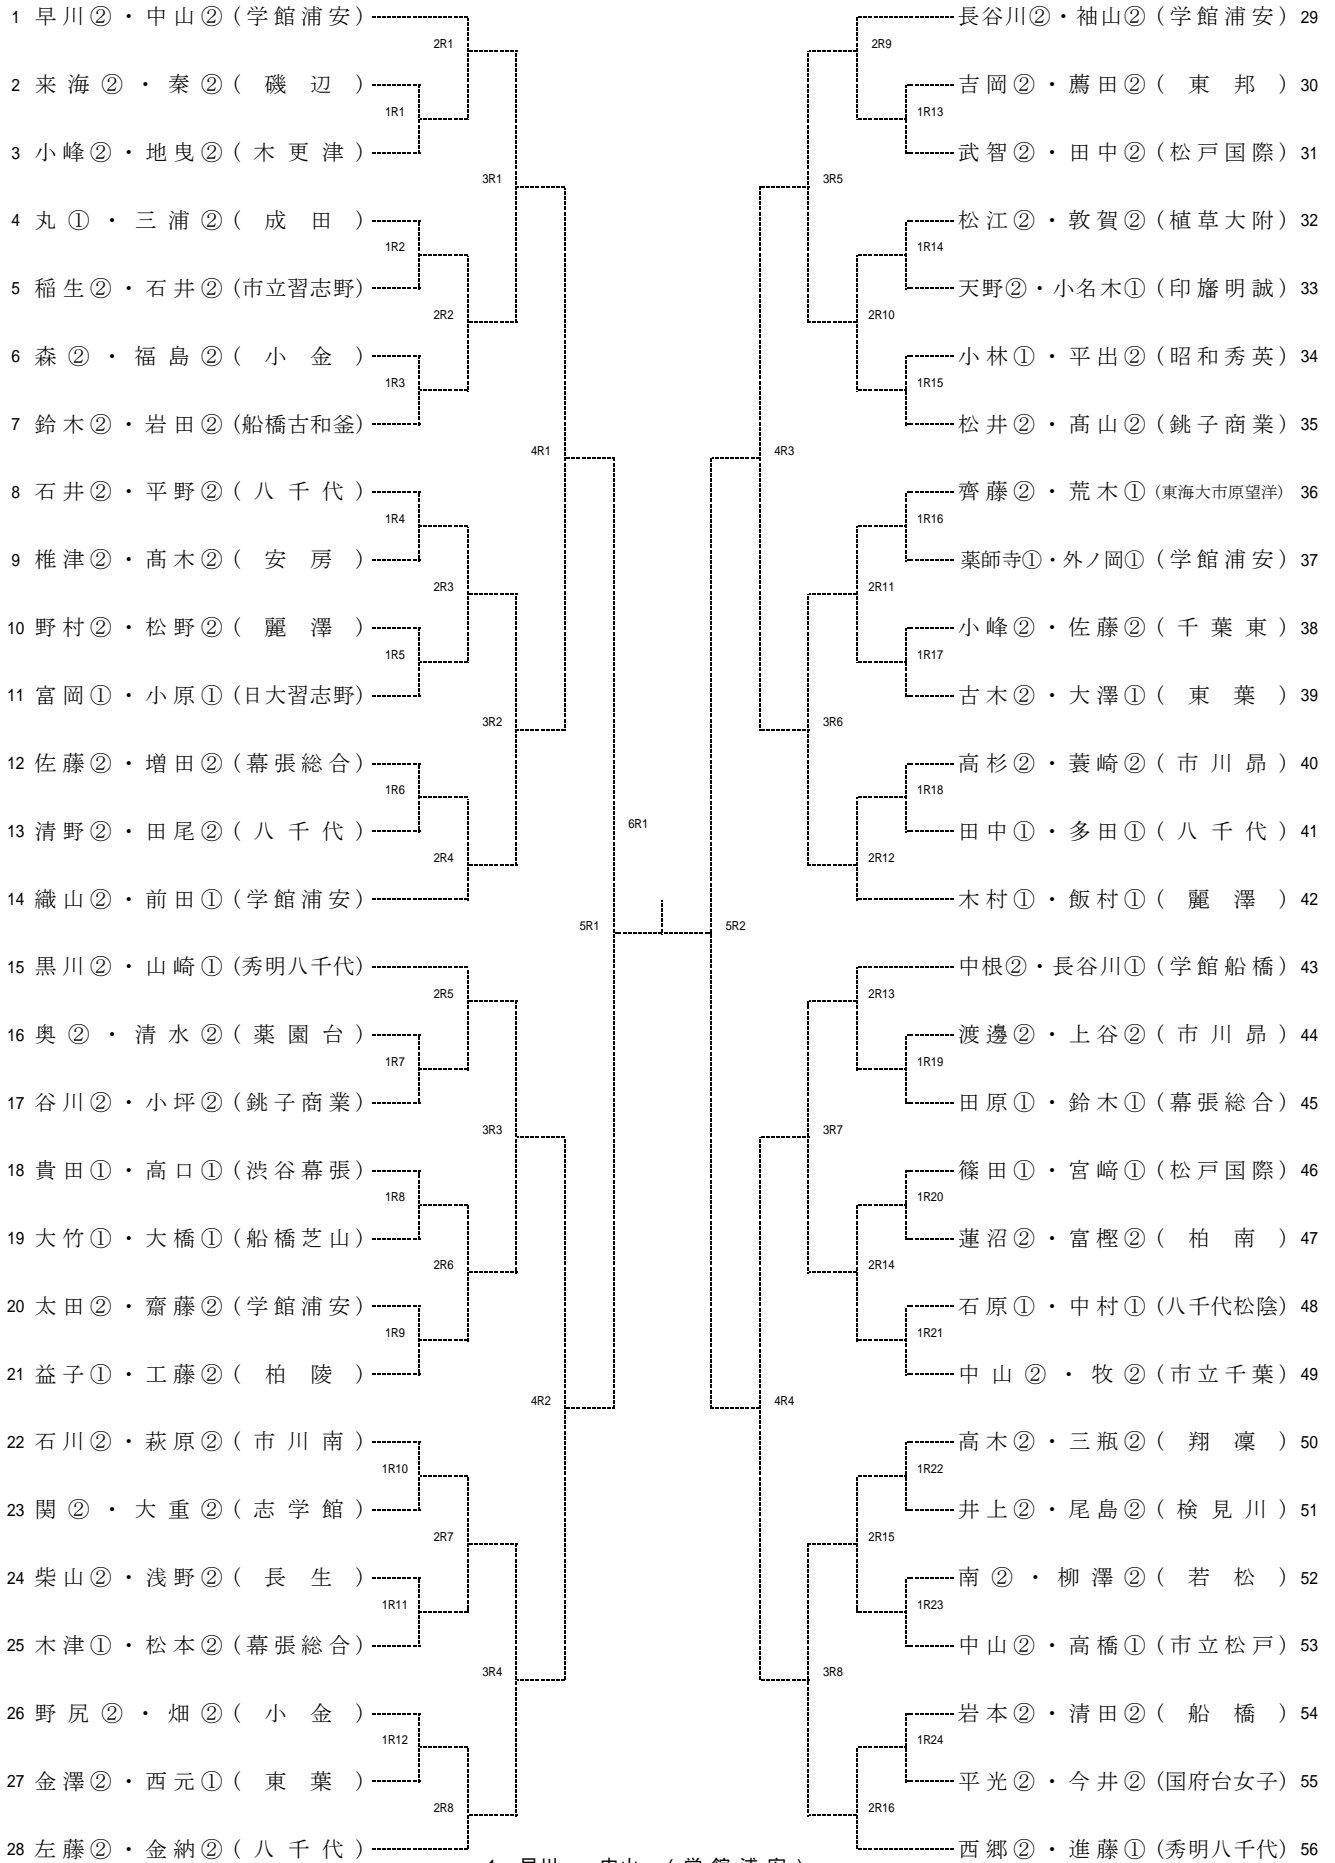 1 早川②・中山②(学館浦安)
2R1
2 来海②・秦②(磯辺)
1R1
3 小峰②・地曳②(木更津)
3R1
4 丸①・三浦②(成田)
1R2
5 稲生②・石井②(市立習志野)
2R2
6 森②・福島②(小金)
1R3
7 鈴木②・岩田②(船橋古和釜)
4R1
8 石井②・平野②(八千代)
1R4
9 椎津②・髙木②(安房)
2R3
10 野村②・松野②(麗澤)
1R5
11 富岡①・小原①(日大習志野)
3R2
12 佐藤②・増田②(幕張総合)
1R6
13 清野②・田尾②(八千代)
2R4
14 織山②・前田①(学館浦安)
5R1
15 黒川②・山崎①(秀明八千代)
2R5
16 奥②・清水②(薬園台)
1R7
17 谷川②・小坪②(銚子商業)
3R3
18 貴田①・高口①(渋谷幕張)
1R8
19 大竹①・大橋①(船橋芝山)
2R6
20 太田②・齋藤②(学館浦安)
1R9
21 益子①・工藤②(柏陵)
4R2
22 石川②・萩原②(市川南)
1R10
23 関②・大重②(志学館)
2R7
24 柴山②・浅野②(長生)
1R11
25 木津①・松本②(幕張総合)
3R4
26 野尻②・畑②(小金)
1R12
27 金澤②・西元①(東葉)
2R8
28 左藤②・金納②(八千代)
6R1
長谷川②・袖山②(学館浦安) 29
2R9
吉岡②・薦田②(東邦) 30
1R13
武智②・田中②(松戸国際) 31
3R5
松江②・敦賀②(植草大附) 32
1R14
天野②・小名木①(印旛明誠) 33
2R10
小林①・平出②(昭和秀英) 34
1R15
松井②・髙山②(銚子商業) 35
4R3
齊藤②・荒木①(東海大市原望洋) 36
1R16
薬師寺①・外ノ岡①(学館浦安) 37
2R11
小峰②・佐藤②(千葉東) 38
1R17
古木②・大澤①(東葉) 39
3R6
高杉②・蓑崎②(市川昴) 40
1R18
田中①・多田①(八千代) 41
2R12
木村①・飯村①(麗澤) 42
5R2
中根②・長谷川①(学館船橋) 43
2R13
渡邊②・上谷②(市川昴) 44
1R19
田原①・鈴木①(幕張総合) 45
3R7
篠田①・宮﨑①(松戸国際) 46
1R20
蓮沼②・富樫②(柏南) 47
2R14
石原①・中村①(八千代松陰) 48
1R21
中山②・牧②(市立千葉) 49
4R4
高木②・三瓶②(翔凜) 50
1R22
井上②・尾島②(検見川) 51
2R15
南②・柳澤②(若松) 52
1R23
中山②・高橋①(市立松戸) 53
3R8
岩本②・清田②(船橋) 54
1R24
平光②・今井②(国府台女子) 55
2R16
西郷②・進藤①(秀明八千代) 56